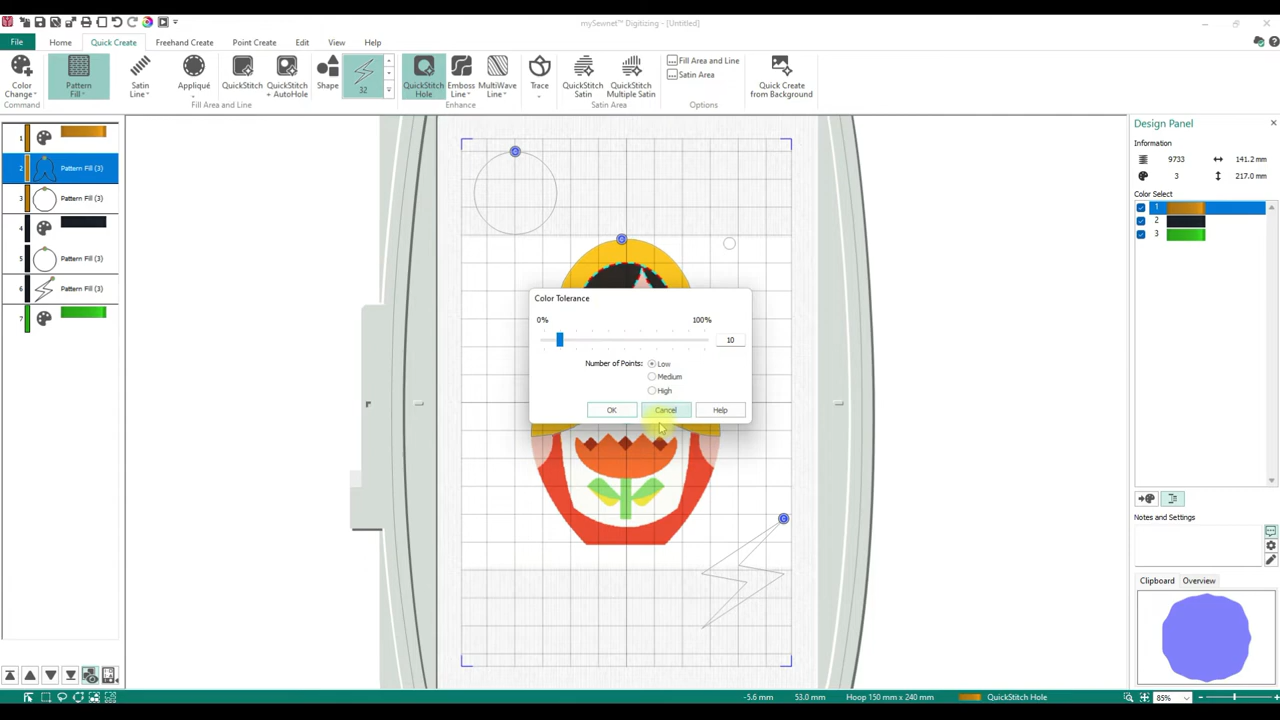 mySewnet™ Digitizing - [Untitled]
File Home Quick Create Freehand Create Point Create Edit View Help
Color Change
Pattern Fill
Satin Line
Appliqué
QuickStitch
QuickStitch + AutoHole
Shape
32
QuickStitch Hole
Emboss Line
MultiWave Line
Trace
QuickStitch Satin
QuickStitch Multiple Satin
Fill Area and Line
Satin Area
Quick Create from Background
Command
Fill Area and Line
Enhance
Satin Area
Options
1
2 Pattern Fill (3)
3 Pattern Fill (3)
4
5 Pattern Fill (3)
6 Pattern Fill (3)
7
Color Tolerance
0% 100%
10
Number of Points: Low
Medium
High
OK Cancel Help
Design Panel
Information
9733 141.2 mm
3 217.0 mm
Color Select
1
2
3
Notes and Settings
Clipboard Overview
-5.6 mm 53.0 mm Hoop 150 mm x 240 mm QuickStitch Hole 85%